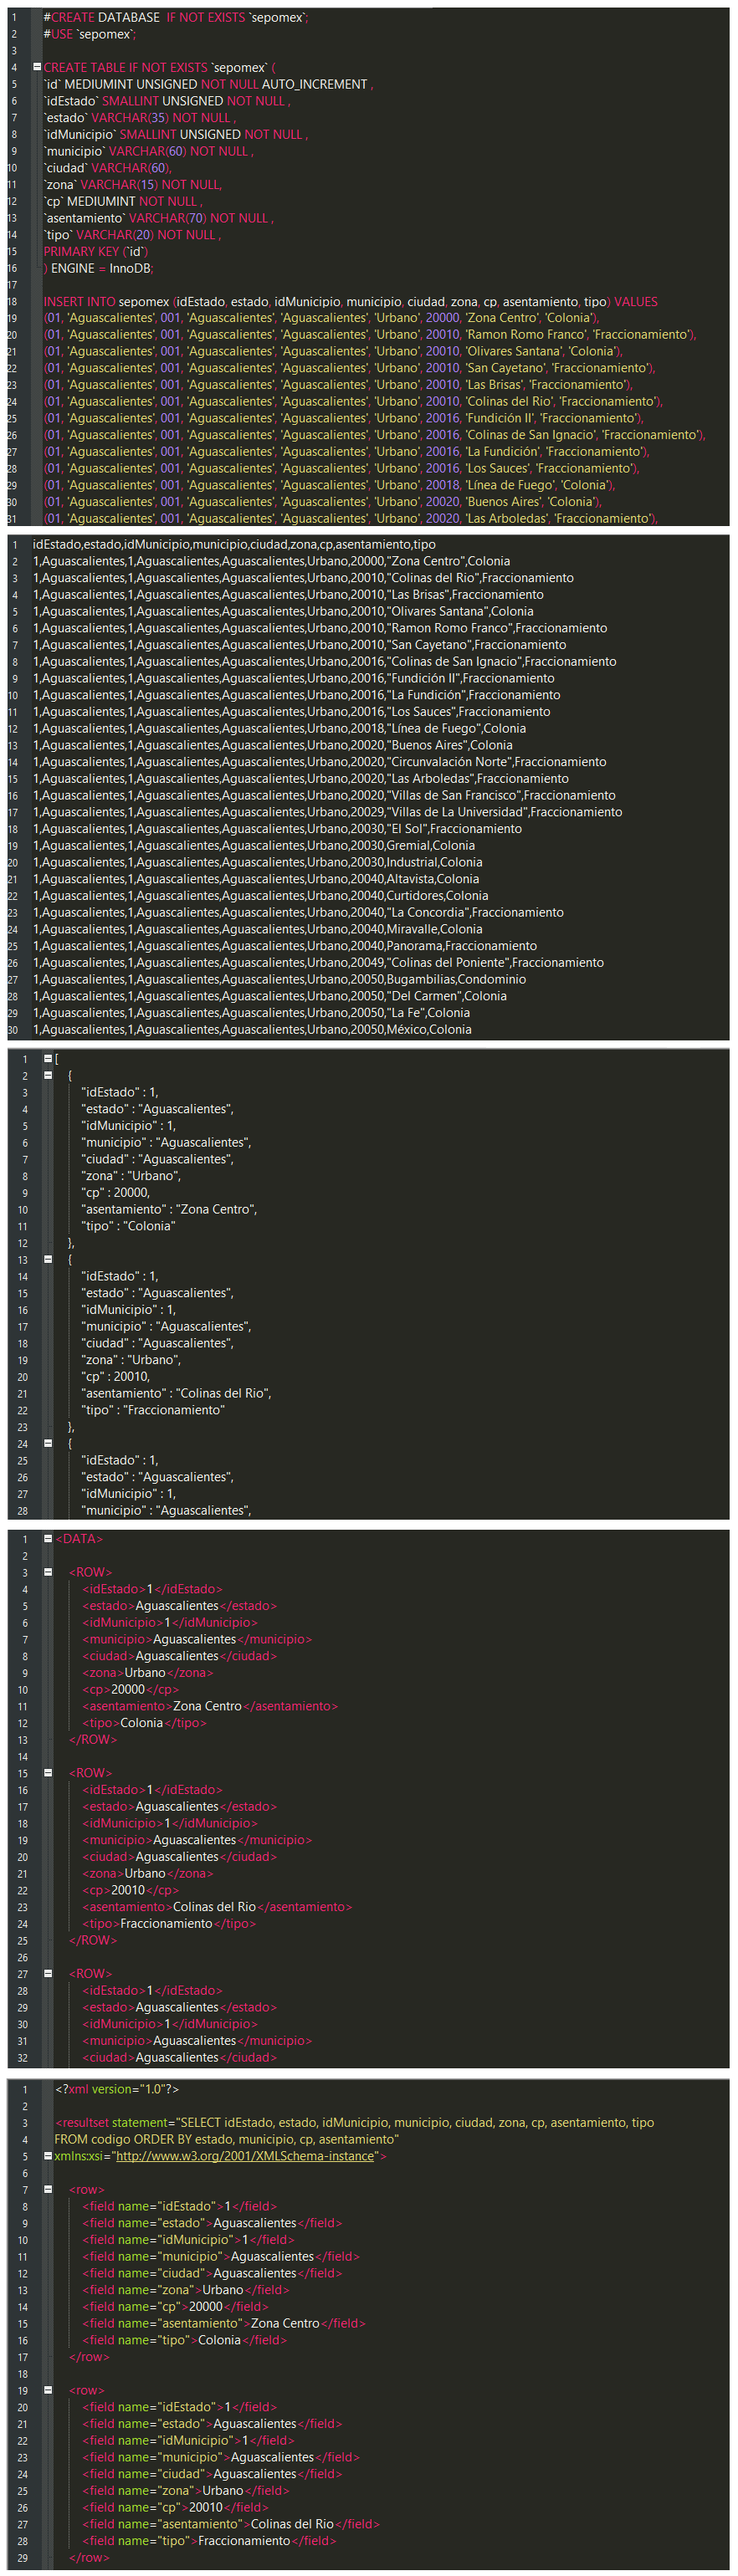 1 #CREATE DATABASE  IF NOT EXISTS `sepomex`;
2 #USE `sepomex`;
3
4 CREATE TABLE IF NOT EXISTS `sepomex` (
5 `id` MEDIUMINT UNSIGNED NOT NULL AUTO_INCREMENT ,
6 `idEstado` SMALLINT UNSIGNED NOT NULL ,
7 `estado` VARCHAR(35) NOT NULL ,
8 `idMunicipio` SMALLINT UNSIGNED NOT NULL ,
9 `municipio` VARCHAR(60) NOT NULL ,
10 `ciudad` VARCHAR(60),
11 `zona` VARCHAR(15) NOT NULL,
12 `cp` MEDIUMINT NOT NULL ,
13 `asentamiento` VARCHAR(70) NOT NULL ,
14 `tipo` VARCHAR(20) NOT NULL ,
15 PRIMARY KEY (`id`)
16 ) ENGINE = InnoDB;
17
18 INSERT INTO sepomex (idEstado, estado, idMunicipio, municipio, ciudad, zona, cp, asentamiento, tipo) VALUES
19 (01, 'Aguascalientes', 001, 'Aguascalientes', 'Aguascalientes', 'Urbano', 20000, 'Zona Centro', 'Colonia'),
20 (01, 'Aguascalientes', 001, 'Aguascalientes', 'Aguascalientes', 'Urbano', 20010, 'Ramon Romo Franco', 'Fraccionamiento'),
21 (01, 'Aguascalientes', 001, 'Aguascalientes', 'Aguascalientes', 'Urbano', 20010, 'Olivares Santana', 'Colonia'),
22 (01, 'Aguascalientes', 001, 'Aguascalientes', 'Aguascalientes', 'Urbano', 20010, 'San Cayetano', 'Fraccionamiento'),
23 (01, 'Aguascalientes', 001, 'Aguascalientes', 'Aguascalientes', 'Urbano', 20010, 'Las Brisas', 'Fraccionamiento'),
24 (01, 'Aguascalientes', 001, 'Aguascalientes', 'Aguascalientes', 'Urbano', 20010, 'Colinas del Rio', 'Fraccionamiento'),
25 (01, 'Aguascalientes', 001, 'Aguascalientes', 'Aguascalientes', 'Urbano', 20016, 'Fundición II', 'Fraccionamiento'),
26 (01, 'Aguascalientes', 001, 'Aguascalientes', 'Aguascalientes', 'Urbano', 20016, 'Colinas de San Ignacio', 'Fraccionamiento'),
27 (01, 'Aguascalientes', 001, 'Aguascalientes', 'Aguascalientes', 'Urbano', 20016, 'La Fundición', 'Fraccionamiento'),
28 (01, 'Aguascalientes', 001, 'Aguascalientes', 'Aguascalientes', 'Urbano', 20016, 'Los Sauces', 'Fraccionamiento'),
29 (01, 'Aguascalientes', 001, 'Aguascalientes', 'Aguascalientes', 'Urbano', 20018, 'Línea de Fuego', 'Colonia'),
30 (01, 'Aguascalientes', 001, 'Aguascalientes', 'Aguascalientes', 'Urbano', 20020, 'Buenos Aires', 'Colonia'),
31 (01, 'Aguascalientes', 001, 'Aguascalientes', 'Aguascalientes', 'Urbano', 20020, 'Las Arboledas', 'Fraccionamiento'),
1 idEstado,estado,idMunicipio,municipio,ciudad,zona,cp,asentamiento,tipo
2 1,Aguascalientes,1,Aguascalientes,Aguascalientes,Urbano,20000,"Zona Centro",Colonia
3 1,Aguascalientes,1,Aguascalientes,Aguascalientes,Urbano,20010,"Colinas del Rio",Fraccionamiento
4 1,Aguascalientes,1,Aguascalientes,Aguascalientes,Urbano,20010,"Las Brisas",Fraccionamiento
5 1,Aguascalientes,1,Aguascalientes,Aguascalientes,Urbano,20010,"Olivares Santana",Colonia
6 1,Aguascalientes,1,Aguascalientes,Aguascalientes,Urbano,20010,"Ramon Romo Franco",Fraccionamiento
7 1,Aguascalientes,1,Aguascalientes,Aguascalientes,Urbano,20010,"San Cayetano",Fraccionamiento
8 1,Aguascalientes,1,Aguascalientes,Aguascalientes,Urbano,20016,"Colinas de San Ignacio",Fraccionamiento
9 1,Aguascalientes,1,Aguascalientes,Aguascalientes,Urbano,20016,"Fundición II",Fraccionamiento
10 1,Aguascalientes,1,Aguascalientes,Aguascalientes,Urbano,20016,"La Fundición",Fraccionamiento
11 1,Aguascalientes,1,Aguascalientes,Aguascalientes,Urbano,20016,"Los Sauces",Fraccionamiento
12 1,Aguascalientes,1,Aguascalientes,Aguascalientes,Urbano,20018,"Línea de Fuego",Colonia
13 1,Aguascalientes,1,Aguascalientes,Aguascalientes,Urbano,20020,"Buenos Aires",Colonia
14 1,Aguascalientes,1,Aguascalientes,Aguascalientes,Urbano,20020,"Circunvalación Norte",Fraccionamiento
15 1,Aguascalientes,1,Aguascalientes,Aguascalientes,Urbano,20020,"Las Arboledas",Fraccionamiento
16 1,Aguascalientes,1,Aguascalientes,Aguascalientes,Urbano,20020,"Villas de San Francisco",Fraccionamiento
17 1,Aguascalientes,1,Aguascalientes,Aguascalientes,Urbano,20029,"Villas de La Universidad",Fraccionamiento
18 1,Aguascalientes,1,Aguascalientes,Aguascalientes,Urbano,20030,"El Sol",Fraccionamiento
19 1,Aguascalientes,1,Aguascalientes,Aguascalientes,Urbano,20030,Gremial,Colonia
20 1,Aguascalientes,1,Aguascalientes,Aguascalientes,Urbano,20030,Industrial,Colonia
21 1,Aguascalientes,1,Aguascalientes,Aguascalientes,Urbano,20040,Altavista,Colonia
22 1,Aguascalientes,1,Aguascalientes,Aguascalientes,Urbano,20040,Curtidores,Colonia
23 1,Aguascalientes,1,Aguascalientes,Aguascalientes,Urbano,20040,"La Concordia",Fraccionamiento
24 1,Aguascalientes,1,Aguascalientes,Aguascalientes,Urbano,20040,Miravalle,Colonia
25 1,Aguascalientes,1,Aguascalientes,Aguascalientes,Urbano,20040,Panorama,Fraccionamiento
26 1,Aguascalientes,1,Aguascalientes,Aguascalientes,Urbano,20049,"Colinas del Poniente",Fraccionamiento
27 1,Aguascalientes,1,Aguascalientes,Aguascalientes,Urbano,20050,Bugambilias,Condominio
28 1,Aguascalientes,1,Aguascalientes,Aguascalientes,Urbano,20050,"Del Carmen",Colonia
29 1,Aguascalientes,1,Aguascalientes,Aguascalientes,Urbano,20050,"La Fe",Colonia
30 1,Aguascalientes,1,Aguascalientes,Aguascalientes,Urbano,20050,México,Colonia
1 [
2 {
3 "idEstado" : 1,
4 "estado" : "Aguascalientes",
5 "idMunicipio" : 1,
6 "municipio" : "Aguascalientes",
7 "ciudad" : "Aguascalientes",
8 "zona" : "Urbano",
9 "cp" : 20000,
10 "asentamiento" : "Zona Centro",
11 "tipo" : "Colonia"
12 },
13 {
14 "idEstado" : 1,
15 "estado" : "Aguascalientes",
16 "idMunicipio" : 1,
17 "municipio" : "Aguascalientes",
18 "ciudad" : "Aguascalientes",
19 "zona" : "Urbano",
20 "cp" : 20010,
21 "asentamiento" : "Colinas del Rio",
22 "tipo" : "Fraccionamiento"
23 },
24 {
25 "idEstado" : 1,
26 "estado" : "Aguascalientes",
27 "idMunicipio" : 1,
28 "municipio" : "Aguascalientes",
1 <DATA>
2
3 <ROW>
4 <idEstado>1</idEstado>
5 <estado>Aguascalientes</estado>
6 <idMunicipio>1</idMunicipio>
7 <municipio>Aguascalientes</municipio>
8 <ciudad>Aguascalientes</ciudad>
9 <zona>Urbano</zona>
10 <cp>20000</cp>
11 <asentamiento>Zona Centro</asentamiento>
12 <tipo>Colonia</tipo>
13 </ROW>
14
15 <ROW>
16 <idEstado>1</idEstado>
17 <estado>Aguascalientes</estado>
18 <idMunicipio>1</idMunicipio>
19 <municipio>Aguascalientes</municipio>
20 <ciudad>Aguascalientes</ciudad>
21 <zona>Urbano</zona>
22 <cp>20010</cp>
23 <asentamiento>Colinas del Rio</asentamiento>
24 <tipo>Fraccionamiento</tipo>
25 </ROW>
26
27 <ROW>
28 <idEstado>1</idEstado>
29 <estado>Aguascalientes</estado>
30 <idMunicipio>1</idMunicipio>
31 <municipio>Aguascalientes</municipio>
32 <ciudad>Aguascalientes</ciudad>
1 <?xml version="1.0"?>
2
3 <resultset statement="SELECT idEstado, estado, idMunicipio, municipio, ciudad, zona, cp, asentamiento, tipo
4 FROM codigo ORDER BY estado, municipio, cp, asentamiento"
5 xmlns:xsi="http://www.w3.org/2001/XMLSchema-instance">
6
7 <row>
8 <field name="idEstado">1</field>
9 <field name="estado">Aguascalientes</field>
10 <field name="idMunicipio">1</field>
11 <field name="municipio">Aguascalientes</field>
12 <field name="ciudad">Aguascalientes</field>
13 <field name="zona">Urbano</field>
14 <field name="cp">20000</field>
15 <field name="asentamiento">Zona Centro</field>
16 <field name="tipo">Colonia</field>
17 </row>
18
19 <row>
20 <field name="idEstado">1</field>
21 <field name="estado">Aguascalientes</field>
22 <field name="idMunicipio">1</field>
23 <field name="municipio">Aguascalientes</field>
24 <field name="ciudad">Aguascalientes</field>
25 <field name="zona">Urbano</field>
26 <field name="cp">20010</field>
27 <field name="asentamiento">Colinas del Rio</field>
28 <field name="tipo">Fraccionamiento</field>
29 </row>